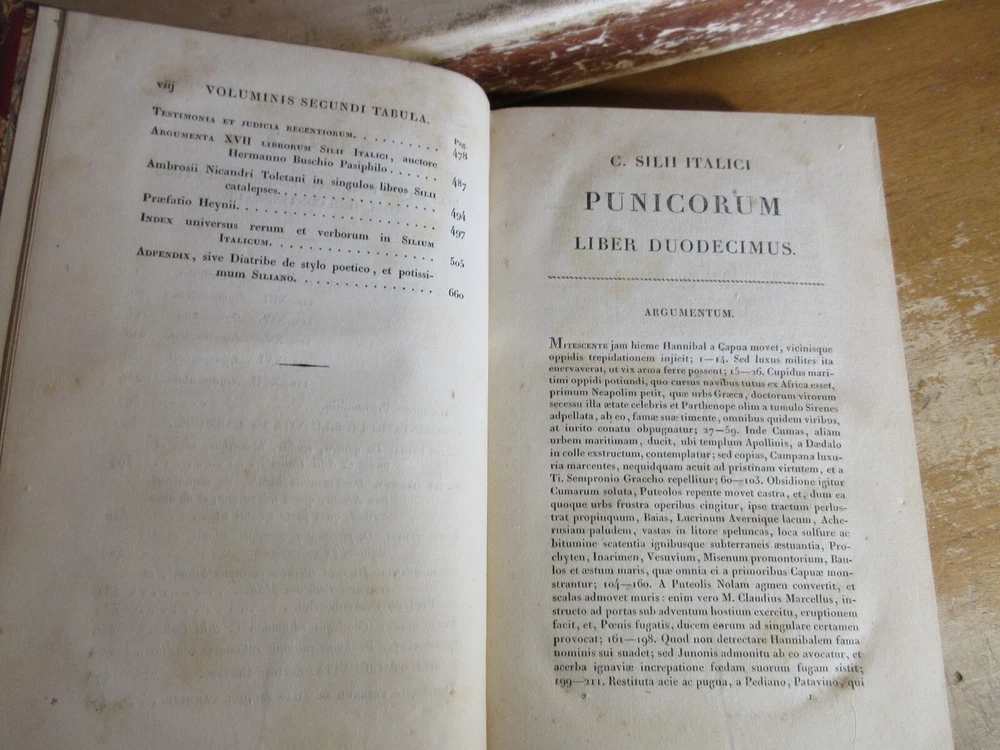 viij VOLUMINIS SECUNDI TABULA.
Pag.
TESTIMONIA ET JUDICIA RECENTIORUM. . . . . . . . . . 478
ARGUMENTA XVII LIBRORUM SILII ITALICI, auctore
Hermanno Buschio Pasiphilo. . . . . . 487
Ambrosii Nicandri Toletani in singulos libros SILII
catalepses. . . . . . . . . . . . . . . . 494
Præfatio Heynii. . . . . . . . . . . . . . . . . . . . 497
INDEX universus rerum et verborum in SILIUM
ITALICUM. . . . . . . . . . . . . . . . . 505
ADPENDIX, sive Diatribe de stylo poetico, et potissi-
mum SILIANO. . . . . . . . . . . . . . . 660
C. SILII ITALICI
PUNICORUM
LIBER DUODECIMUS.
ARGUMENTUM.
MITESCENTE jam hieme Hannibal a Capua movet, vicinisque
oppidis trepidationem injicit; 1—14. Sed luxus milites ita
enervaverat, ut vix arma ferre possent; 15—26. Cupidus mari-
timi oppidi potiundi, quo cursus navibus tutus ex Africa esset,
primum Neapolim petit, quæ urbs Græca, doctorum virorum
secessu illa ætate celebris et Parthenope olim a tumulo Sirenes
adpellata, ab eo, famæ suæ timente, omnibus quidem viribus,
at inrito conatu obpugnatur; 27—59. Inde Cumas, aliam
urbem maritimam, ducit, ubi templum Apollinis, a Dædalo
in colle exstructum, contemplatur; sed copias, Campana luxu-
ria marcentes, nequidquam acuit ad pristinam virtutem, et a
Ti. Sempronio Graccho repellitur; 60—103. Obsidione igitur
Cumarum soluta, Puteolos repente movet castra, et, dum ea
quoque urbs frustra operibus cingitur, ipse tractum perlus-
trat propinquum, Baias, Lucrinum Avernique lacum, Ache-
rusiam paludem, vastas in litore speluncas, loca sulfure ac
bitumine scatentia ignibusque subterraneis æstuantia, Pro-
chyten, Inarimen, Vesuvium, Misenum promontorium, Bau-
los et æstum maris, quæ omnia ei a primoribus Capuæ mon-
strantur; 104—160. A Puteolis Nolam agmen convertit, et
scalas admovet muris: enim vero M. Claudius Marcellus, in-
structo ad portas sub adventum hostium exercitu, eruptionem
facit, et, Pœnis fugatis, ducem eorum ad singulare certamen
provocat; 161—198. Quod non detrectare Hannibalem fama
nominis sui suadet; sed Junonis admonitu ab eo avocatur, et
acerba ignaviæ increpatione fœdam suorum fugam sistit;
199—211. Restituta acie ac pugna, a Pediano, Patavino, qui
2. 1